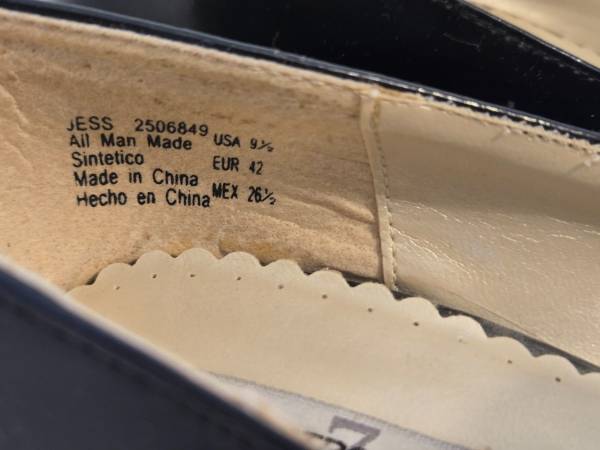 JESS 2506849
All Man Made USA 9½
Sintetico EUR 42
Made in China
Hecho en China MEX 26½
7